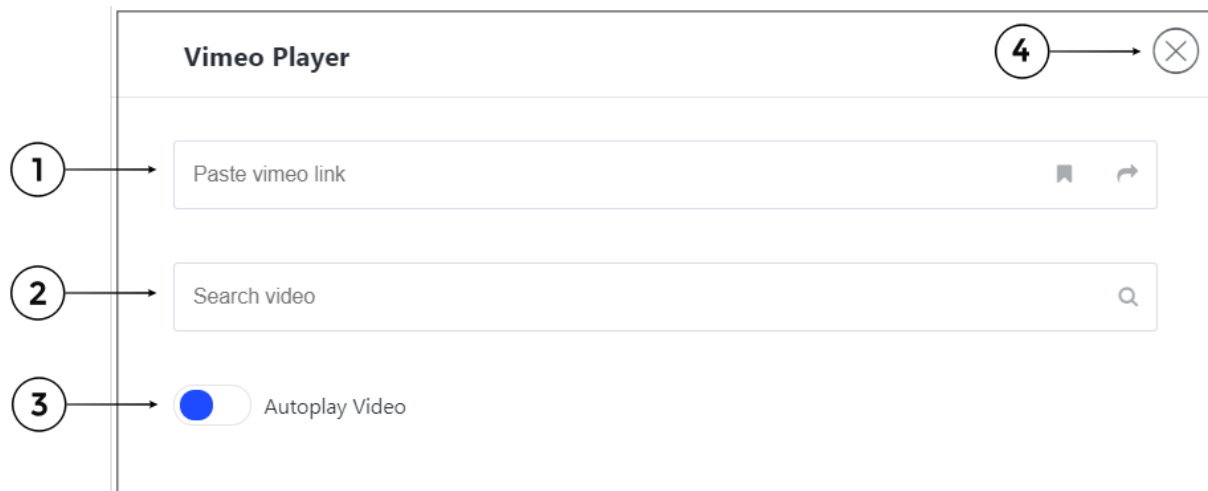 Vimeo Player
4
1
Paste vimeo link
2
Search video
3
Autoplay Video